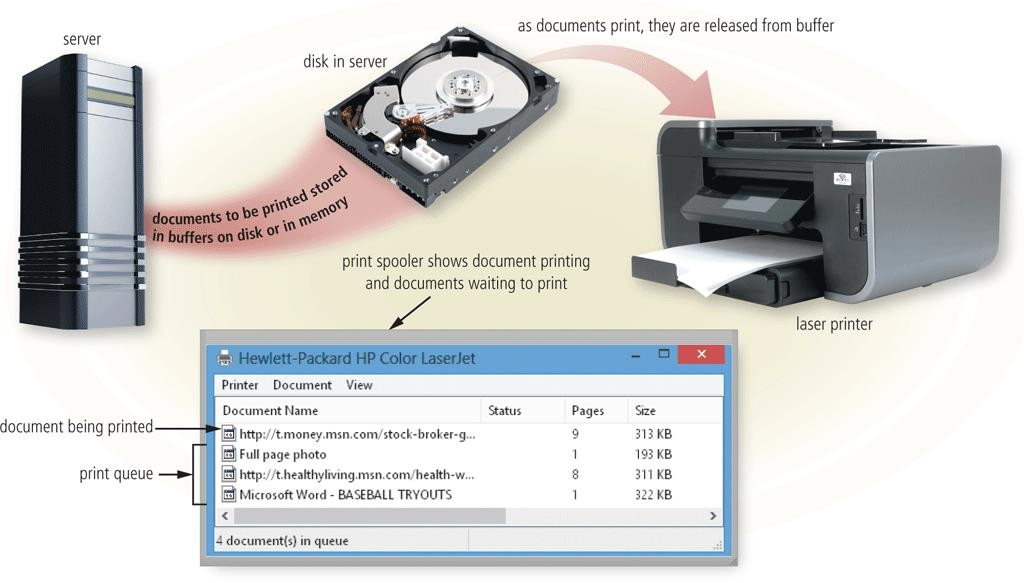 server
disk in server
as documents print, they are released from buffer
documents to be printed stored
in buffers on disk or in memory
print spooler shows document printing
and documents waiting to print
laser printer
Hewlett-Packard HP Color LaserJet
Printer Document View
Document Name Status Pages Size
document being printed
http://t.money.msn.com/stock-broker-g... 9 313 KB
Full page photo 1 193 KB
print queue
http://t.healthyliving.msn.com/health-w... 8 311 KB
Microsoft Word - BASEBALL TRYOUTS 1 322 KB
4 document(s) in queue